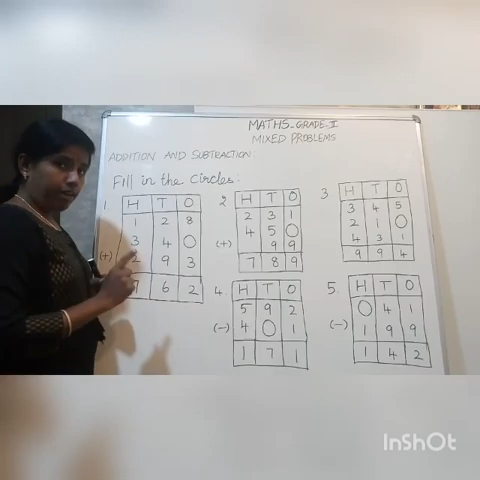 MATHS_GRADE_II
MIXED PROBLEMS
ADDITION AND SUBTRACTION:
Fill in the Circles:
1
H T O
1 2 8
3 4 ○
(+) 2 9 3
7 6 2
2
H T O
2 3 1
4 5 ○
(+) 9 9
7 8 9
3
H T O
3 4 5
2 1 ○
4 3 1
9 9 4
4.
H T O
5 9 2
(-) 4 ○ 1
1 7 1
5.
H T O
○ 4 1
(-) 1 9 9
1 4 2
InShOt